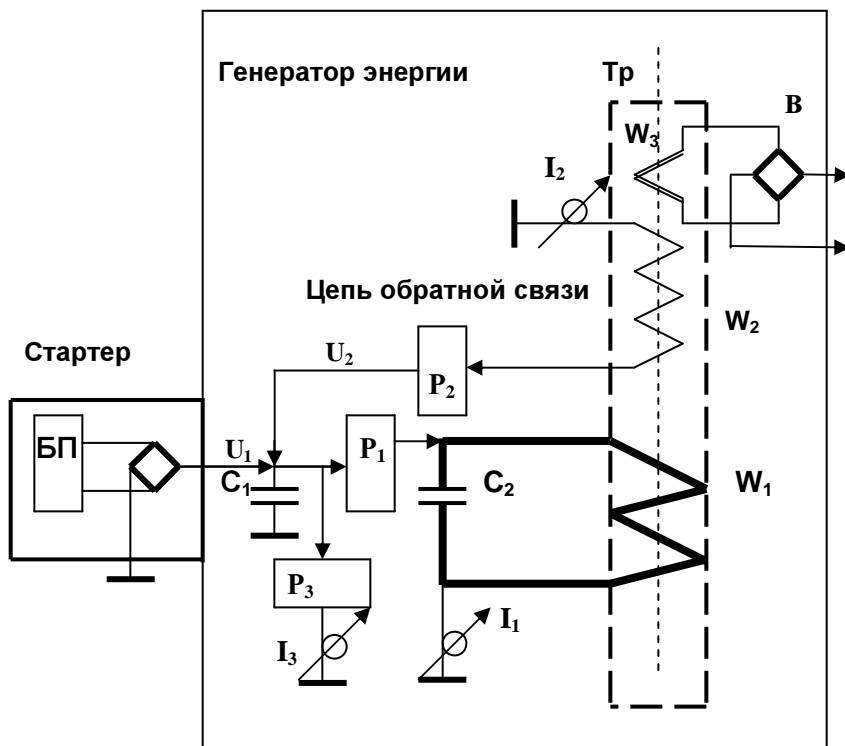 Генератор энергии
Тр
В
W₃
I₂
Цепь обратной связи
W₂
Стартер
U₂
P₂
БП
U₁
C₁
P₁
C₂
W₁
P₃
I₃
I₁